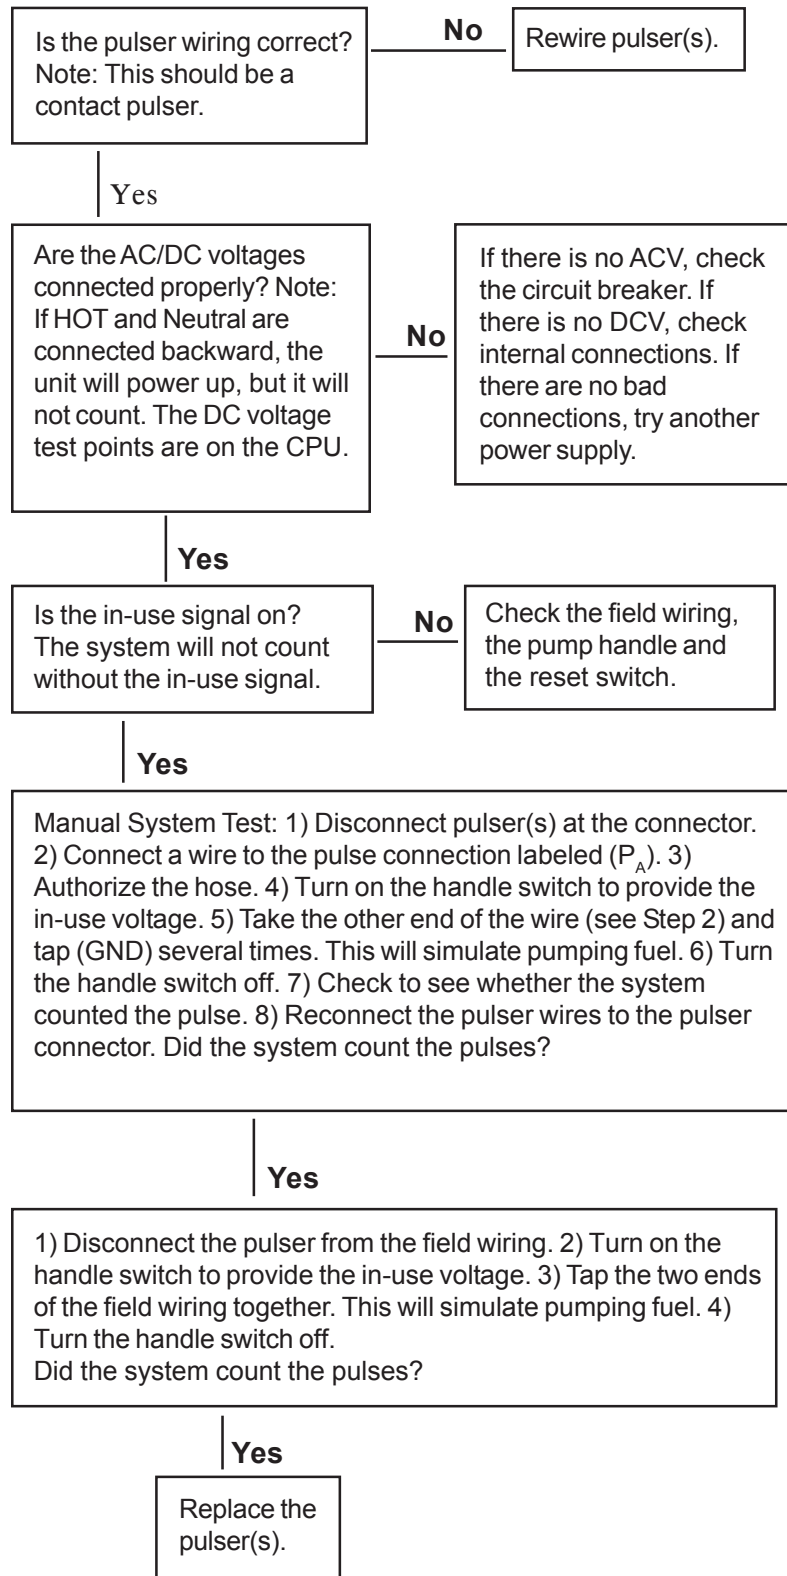 Is the pulser wiring correct?
Note: This should be a
contact pulser.
No
Rewire pulser(s).
Yes
Are the AC/DC voltages
connected properly? Note:
If HOT and Neutral are
connected backward, the
unit will power up, but it will
not count. The DC voltage
test points are on the CPU.
No
If there is no ACV, check
the circuit breaker. If
there is no DCV, check
internal connections. If
there are no bad
connections, try another
power supply.
Yes
Is the in-use signal on?
The system will not count
without the in-use signal.
No
Check the field wiring,
the pump handle and
the reset switch.
Yes
Manual System Test: 1) Disconnect pulser(s) at the connector.
2) Connect a wire to the pulse connection labeled (PA). 3)
Authorize the hose. 4) Turn on the handle switch to provide the
in-use voltage. 5) Take the other end of the wire (see Step 2) and
tap (GND) several times. This will simulate pumping fuel. 6) Turn
the handle switch off. 7) Check to see whether the system
counted the pulse. 8) Reconnect the pulser wires to the pulser
connector. Did the system count the pulses?
Yes
1) Disconnect the pulser from the field wiring. 2) Turn on the
handle switch to provide the in-use voltage. 3) Tap the two ends
of the field wiring together. This will simulate pumping fuel. 4)
Turn the handle switch off.
Did the system count the pulses?
Yes
Replace the
pulser(s).